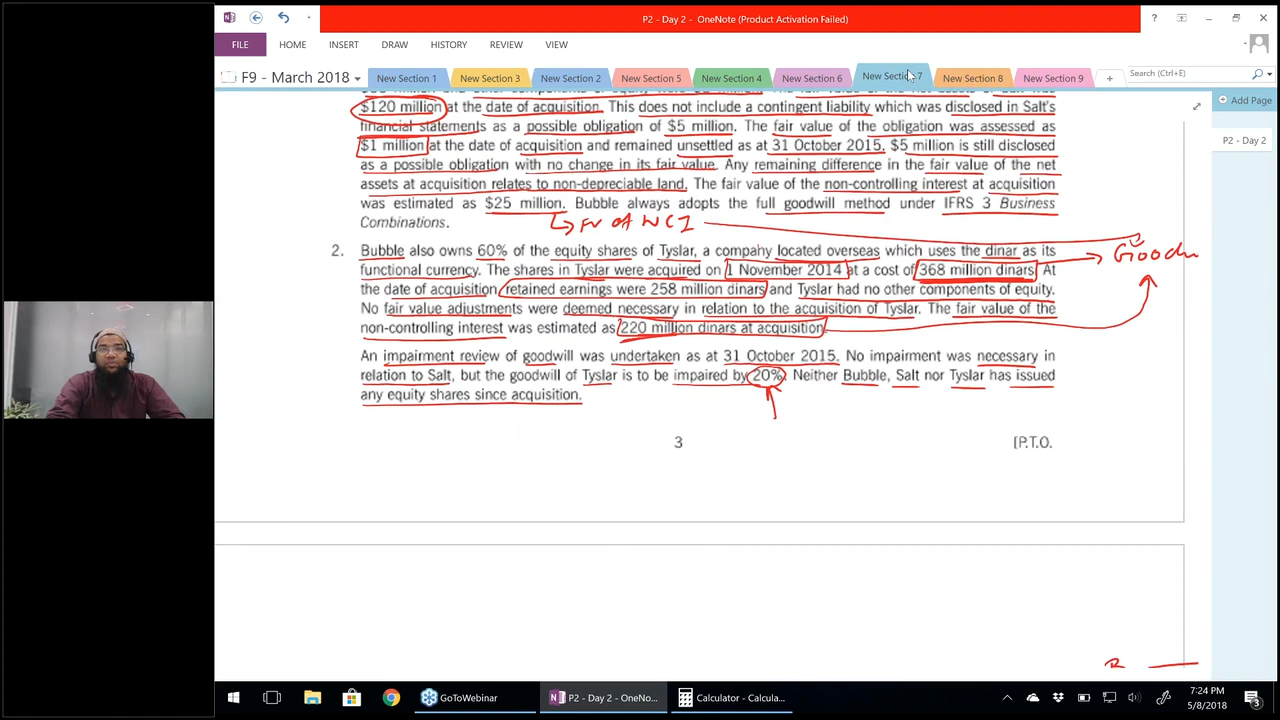 P2 - Day 2 - OneNote (Product Activation Failed)
FILE HOME INSERT DRAW HISTORY REVIEW VIEW
F9 - March 2018 New Section 1 New Section 3 New Section 2 New Section 5 New Section 4 New Section 6 New Section 7 New Section 8 New Section 9 + Search (Ctrl+E)
Add Page
P2 - Day 2
$120 million at the date of acquisition. This does not include a contingent liability which was disclosed in Salt's
financial statements as a possible obligation of $5 million. The fair value of the obligation was assessed as
$1 million at the date of acquisition and remained unsettled as at 31 October 2015. $5 million is still disclosed
as a possible obligation with no change in its fair value. Any remaining difference in the fair value of the net
assets at acquisition relates to non-depreciable land. The fair value of the non-controlling interest at acquisition
was estimated as $25 million. Bubble always adopts the full goodwill method under IFRS 3 Business
Combinations.
FV of NCI
2. Bubble also owns 60% of the equity shares of Tyslar, a company located overseas which uses the dinar as its
functional currency. The shares in Tyslar were acquired on 1 November 2014 at a cost of 368 million dinars. At
the date of acquisition, retained earnings were 258 million dinars and Tyslar had no other components of equity.
No fair value adjustments were deemed necessary in relation to the acquisition of Tyslar. The fair value of the
non-controlling interest was estimated as 220 million dinars at acquisition.
An impairment review of goodwill was undertaken as at 31 October 2015. No impairment was necessary in
relation to Salt, but the goodwill of Tyslar is to be impaired by 20%. Neither Bubble, Salt nor Tyslar has issued
any equity shares since acquisition.
3
[P.T.O.
GoToWebinar P2 - Day 2 - OneNo... Calculator - Calcula...
7:24 PM
5/8/2018
3